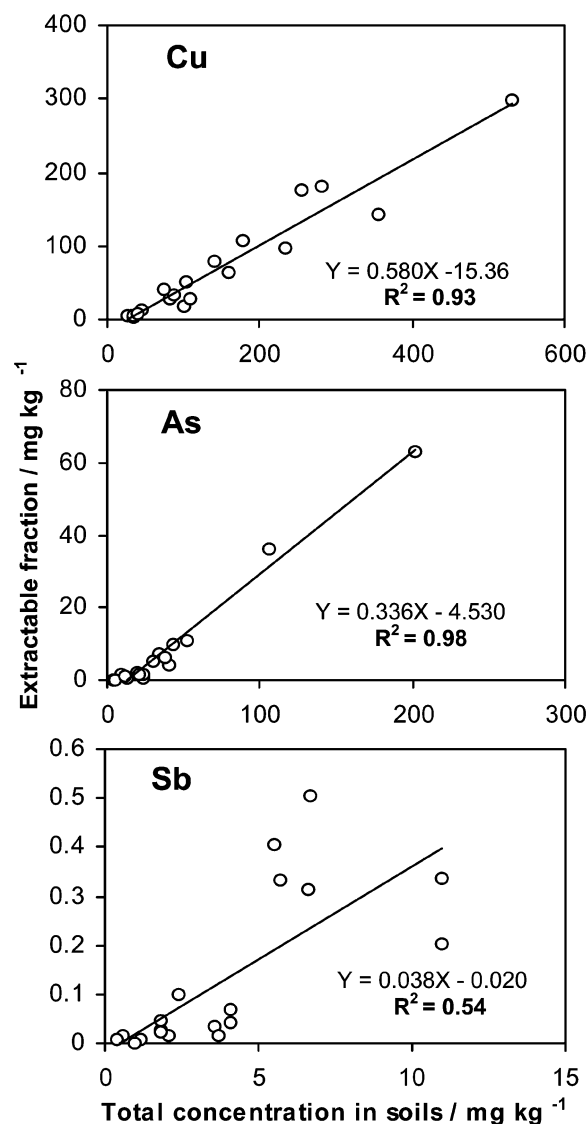 400
Cu
300
200
100
Y = 0.580X -15.36
R² = 0.93
0
0 200 400 600
80
As
60
40
20
Y = 0.336X - 4.530
R² = 0.98
0
0 100 200 300
Extractable fraction / mg kg ⁻¹
0.6
Sb
0.5
0.4
0.3
0.2
Y = 0.038X - 0.020
0.1
R² = 0.54
0
0 5 10 15
Total concentration in soils / mg kg ⁻¹